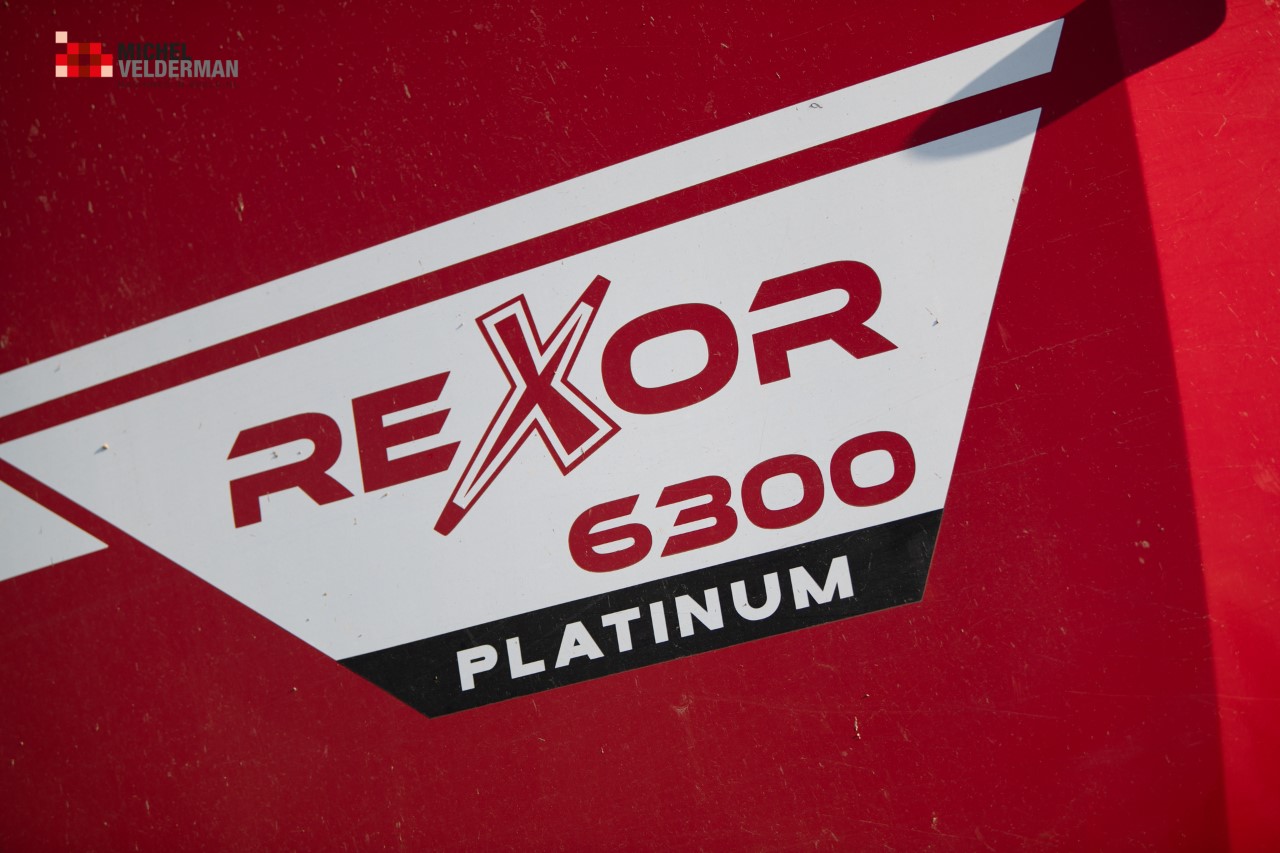 MICHEL
VELDERMAN
REXOR
6300
PLATINUM